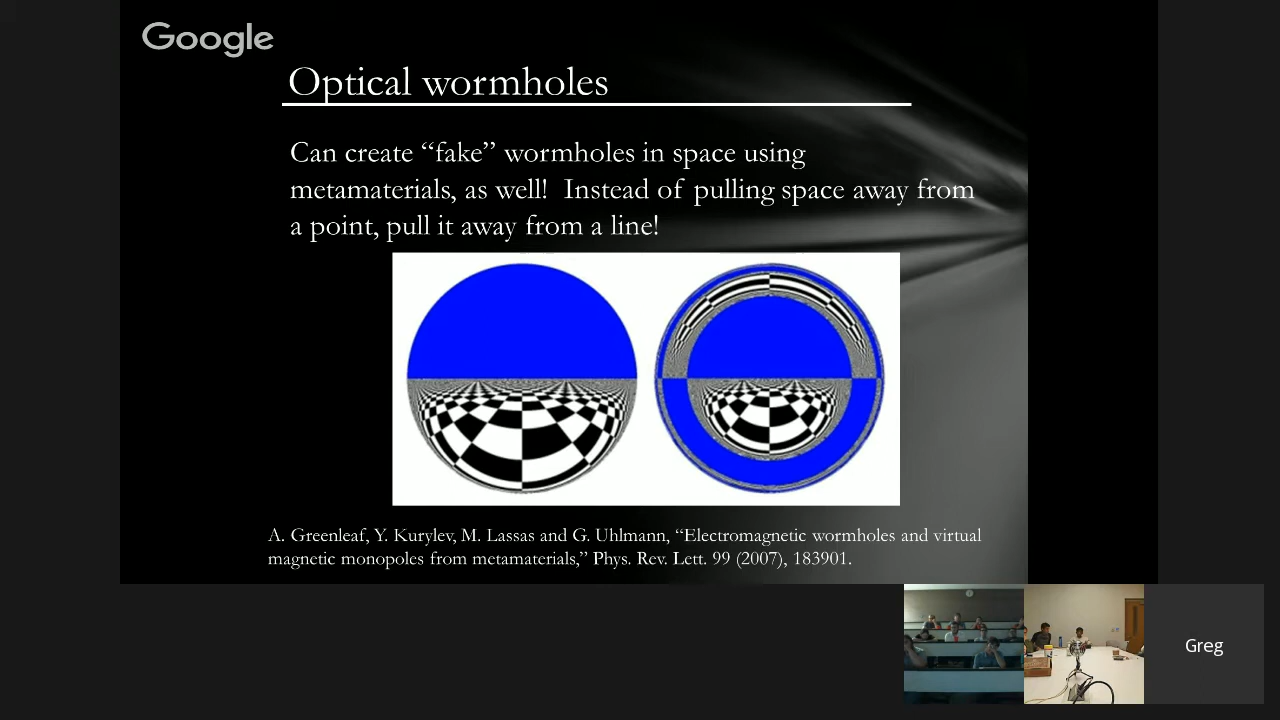 Google
Optical wormholes
Can create “fake” wormholes in space using
metamaterials, as well!  Instead of pulling space away from
a point, pull it away from a line!
A. Greenleaf, Y. Kurylev, M. Lassas and G. Uhlmann, “Electromagnetic wormholes and virtual
magnetic monopoles from metamaterials,” Phys. Rev. Lett. 99 (2007), 183901.
Greg